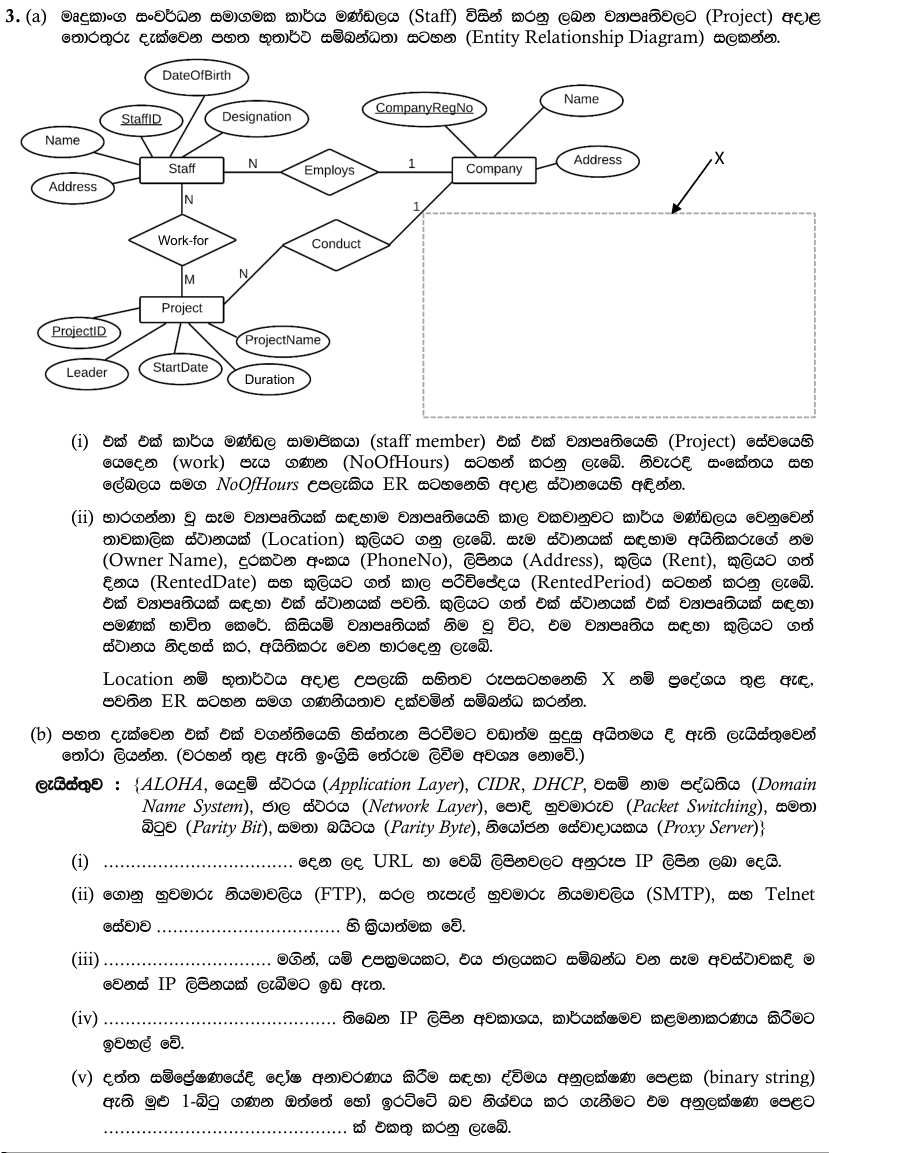 3. (a) මෘදුකාංග සංවර්ධන සමාගමක කාර්ය මණ්ඩලය (Staff) විසින් කරනු ලබන ව්‍යාපෘතිවලට (Project) අදාළ
තොරතුරු දැක්වෙන පහත භූතාර්ථ සම්බන්ධතා සටහන (Entity Relationship Diagram) සලකන්න.
DateOfBirth
StaffID
Designation
Name
Address
Staff
N
Employs
1
Company
CompanyRegNo
Name
Address
X
N
Work-for
M
1
Conduct
N
Project
ProjectID
Leader
StartDate
Duration
ProjectName
(i) එක් එක් කාර්ය මණ්ඩල සාමාජිකයා (staff member) එක් එක් ව්‍යාපෘතියෙහි (Project) සේවයෙහි
යෙදෙන (work) පැය ගණන (NoOfHours) සටහන් කරනු ලැබේ. නිවැරදි සංකේතය සහ
ලේබලය සමග NoOfHours උපලැකිය ER සටහනෙහි අදාළ ස්ථානයෙහි අඳින්න.
(ii) භාරගන්නා වූ සෑම ව්‍යාපෘතියක් සඳහාම ව්‍යාපෘතියෙහි කාල වකවානුවට කාර්ය මණ්ඩලය වෙනුවෙන්
තාවකාලික ස්ථානයක් (Location) කුලියට ගනු ලැබේ. සෑම ස්ථානයක් සඳහාම අයිතිකරුගේ නම
(Owner Name), දුරකථන අංකය (PhoneNo), ලිපිනය (Address), කුලිය (Rent), කුලියට ගත්
දිනය (RentedDate) සහ කුලියට ගත් කාල පරිච්ඡේදය (RentedPeriod) සටහන් කරනු ලැබේ.
එක් ව්‍යාපෘතියක් සඳහා එක් ස්ථානයක් පවතී. කුලියට ගත් එක් ස්ථානයක් එක් ව්‍යාපෘතියක් සඳහා
පමණක් භාවිත කෙරේ. කිසියම් ව්‍යාපෘතියක් නිම වූ විට, එම ව්‍යාපෘතිය සඳහා කුලියට ගත්
ස්ථානය නිදහස් කර, අයිතිකරු වෙත භාරදෙනු ලැබේ.
Location නම් භූතාර්ථය අදාළ උපලැකි සහිතව රූපසටහනෙහි X නම් ප්‍රදේශය තුළ ඇඳ,
පවතින ER සටහන සමග ගණනීයතාව දක්වමින් සම්බන්ධ කරන්න.
(b) පහත දැක්වෙන එක් එක් වගන්තියෙහි හිස්තැන පිරවීමට වඩාත්ම සුදුසු අයිතමය දී ඇති ලැයිස්තුවෙන්
තෝරා ලියන්න. (වරහන් තුළ ඇති ඉංග්‍රීසි තේරුම ලිවීම අවශ්‍ය නොවේ.)
ලැයිස්තුව : {ALOHA, යෙදුම් ස්ථරය (Application Layer), CIDR, DHCP, වසම් නාම පද්ධතිය (Domain
Name System), ජාල ස්ථරය (Network Layer), පොදි හුවමාරුව (Packet Switching), සමතා
බිටුව (Parity Bit), සමතා බයිටය (Parity Byte), නියෝජන සේවාදායකය (Proxy Server)}
(i) .................................. දෙන ලද URL හා වෙබ් ලිපිනවලට අනුරූප IP ලිපින ලබා දෙයි.
(ii) ගොනු හුවමාරු නියමාවලිය (FTP), සරල තැපැල් හුවමාරු නියමාවලිය (SMTP), සහ Telnet
සේවාව .................................. හි ක්‍රියාත්මක වේ.
(iii) .............................. මගින්, යම් උපක්‍රමයකට, එය ජාලයකට සම්බන්ධ වන සෑම අවස්ථාවකදී ම
වෙනස් IP ලිපිනයක් ලැබීමට ඉඩ ඇත.
(iv) .......................................... තිබෙන IP ලිපින අවකාශය, කාර්යක්ෂමව කළමනාකරණය කිරීමට
ඉවහල් වේ.
(v) දත්ත සම්ප්‍රේෂණයේදී දෝෂ අනාවරණය කිරීම සඳහා ද්විමය අනුලක්ෂණ පෙළක (binary string)
ඇති මුළු 1-බිටු ගණන ඔත්තේ හෝ ඉරට්ටේ බව නිශ්චය කර ගැනීමට එම අනුලක්ෂණ පෙළට
............................................ ක් එකතු කරනු ලැබේ.